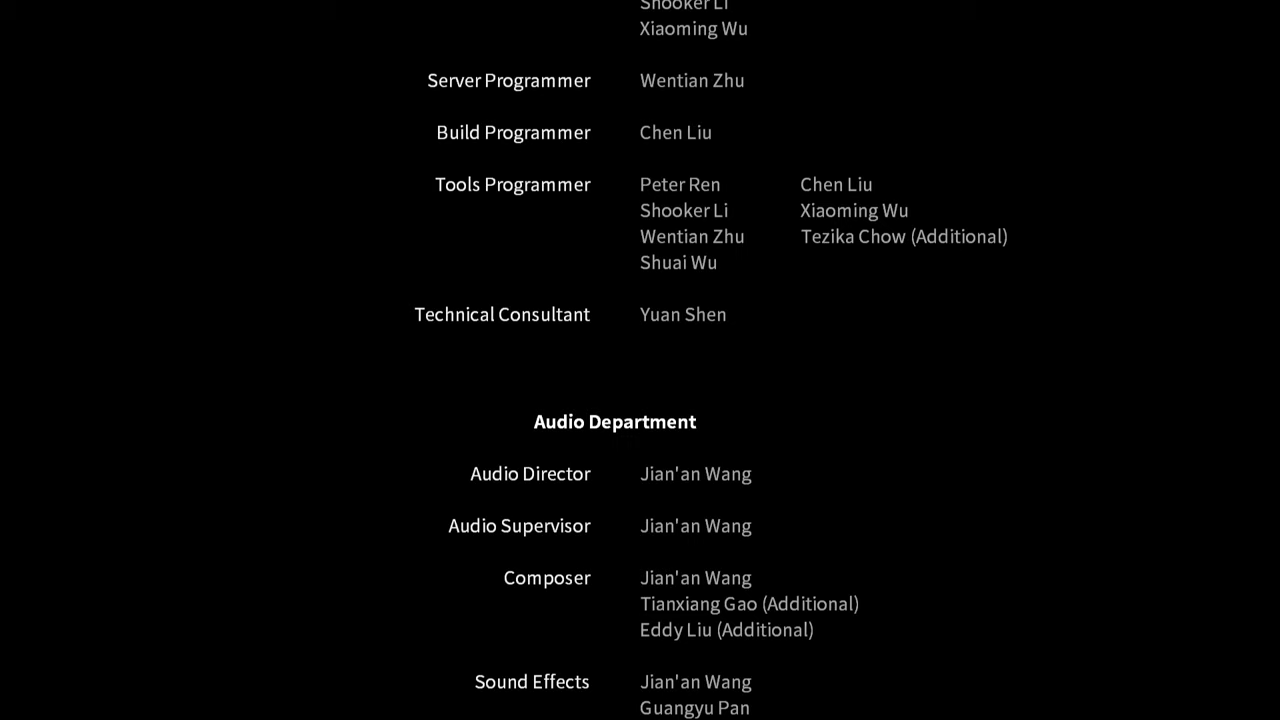 Shooker Li
Xiaoming Wu
Server Programmer Wentian Zhu
Build Programmer Chen Liu
Tools Programmer Peter Ren Chen Liu
Shooker Li Xiaoming Wu
Wentian Zhu Tezika Chow (Additional)
Shuai Wu
Technical Consultant Yuan Shen
Audio Department
Audio Director Jian'an Wang
Audio Supervisor Jian'an Wang
Composer Jian'an Wang
Tianxiang Gao (Additional)
Eddy Liu (Additional)
Sound Effects Jian'an Wang
Guangyu Pan